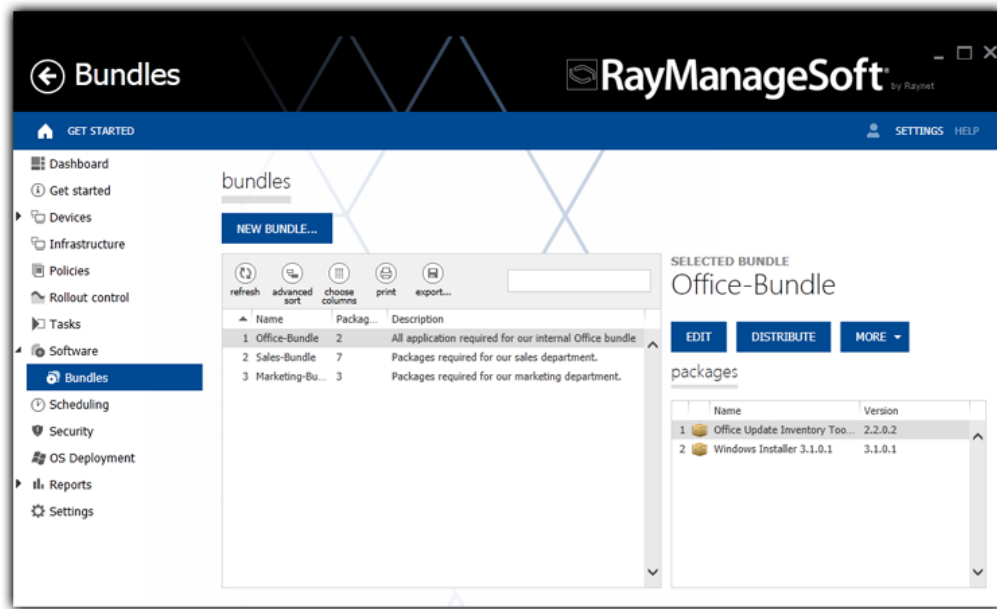 Bundles
RayManageSoft®
by Raynet
GET STARTED
SETTINGS HELP
Dashboard
Get started
Devices
Infrastructure
Policies
Rollout control
Tasks
Software
Bundles
Scheduling
Security
OS Deployment
Reports
Settings
bundles
NEW BUNDLE...
refresh advanced sort choose columns print export...
Name Packag... Description
1 Office-Bundle 2 All application required for our internal Office bundle
2 Sales-Bundle 7 Packages required for our sales department.
3 Marketing-Bu... 3 Packages required for our marketing department.
SELECTED BUNDLE
Office-Bundle
EDIT DISTRIBUTE MORE
packages
Name Version
1 Office Update Inventory Too... 2.2.0.2
2 Windows Installer 3.1.0.1 3.1.0.1